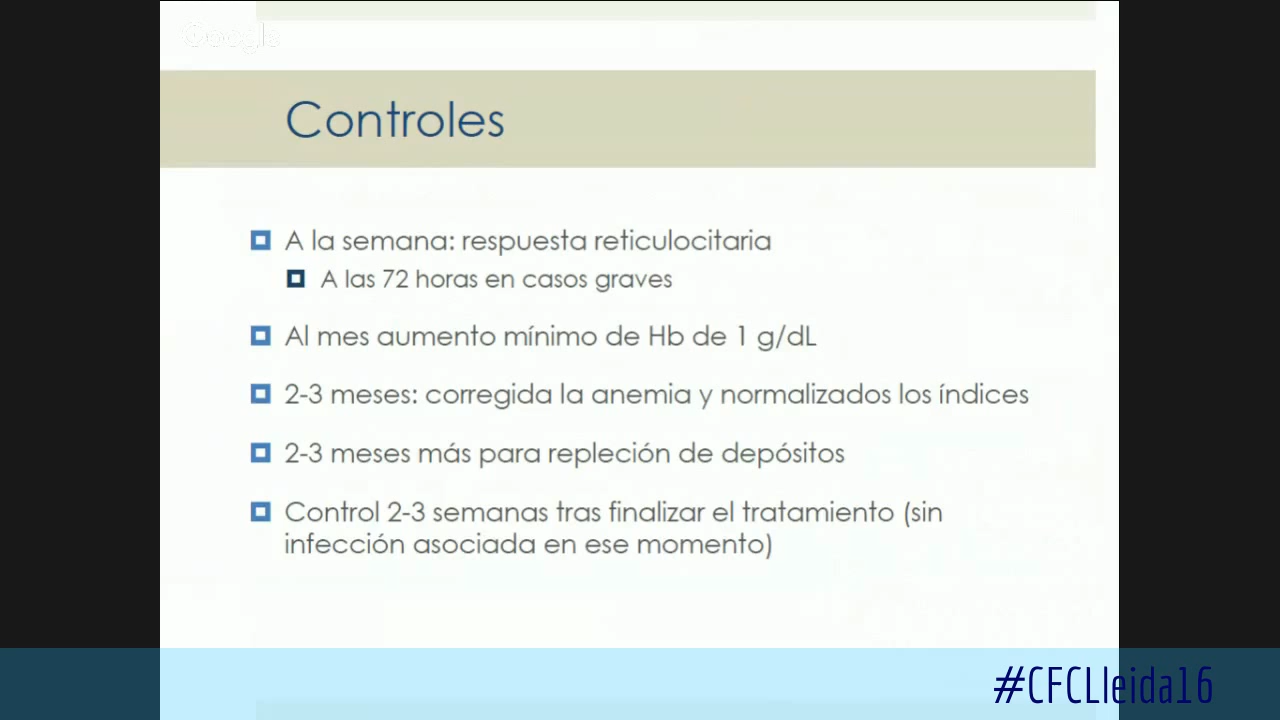 Google
Controles
A la semana: respuesta reticulocitaria
A las 72 horas en casos graves
Al mes aumento mínimo de Hb de 1 g/dL
2-3 meses: corregida la anemia y normalizados los índices
2-3 meses más para repleción de depósitos
Control 2-3 semanas tras finalizar el tratamiento (sin
infección asociada en ese momento)
#CFCLleida16